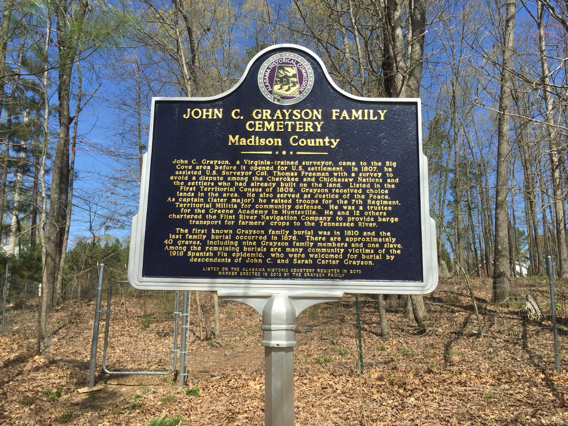 ALABAMA HISTORICAL COMMISSION
JOHN C. GRAYSON FAMILY
CEMETERY
Madison County
John C. Grayson, a Virginia-trained surveyor, came to the Big
Cove area before it opened for U.S. settlement. In 1807, he
assisted U.S. Surveyor Col. Thomas Freeman with a survey to
avoid a dispute among the Cherokee and Chickasaw Nations and
the settlers who had already built on the land. Listed in the
First Territorial Census of 1809, Grayson received choice
lands in the area. He also served as Justice of the Peace.
As captain (later major) he raised troops for the 7th Regiment,
Territorial Militia for community defense. He was a trustee
for the Greene Academy in Huntsville. He and 12 others
chartered the Flint River Navigation Company to provide barge
transport for farmers' crops to the Tennessee River.
The first known Grayson family burial was in 1810 and the
last family burial occurred in 1876. There are approximately
40 graves, including nine Grayson family members and one slave.
Among the remaining burials are many community victims of the
1918 Spanish Flu epidemic, who were welcomed for burial by
descendants of John C. and Sarah Carter Grayson.
LISTED ON THE ALABAMA HISTORIC CEMETERY REGISTER IN 2010
MARKER ERECTED IN 2012 BY THE GRAYSON FAMILY